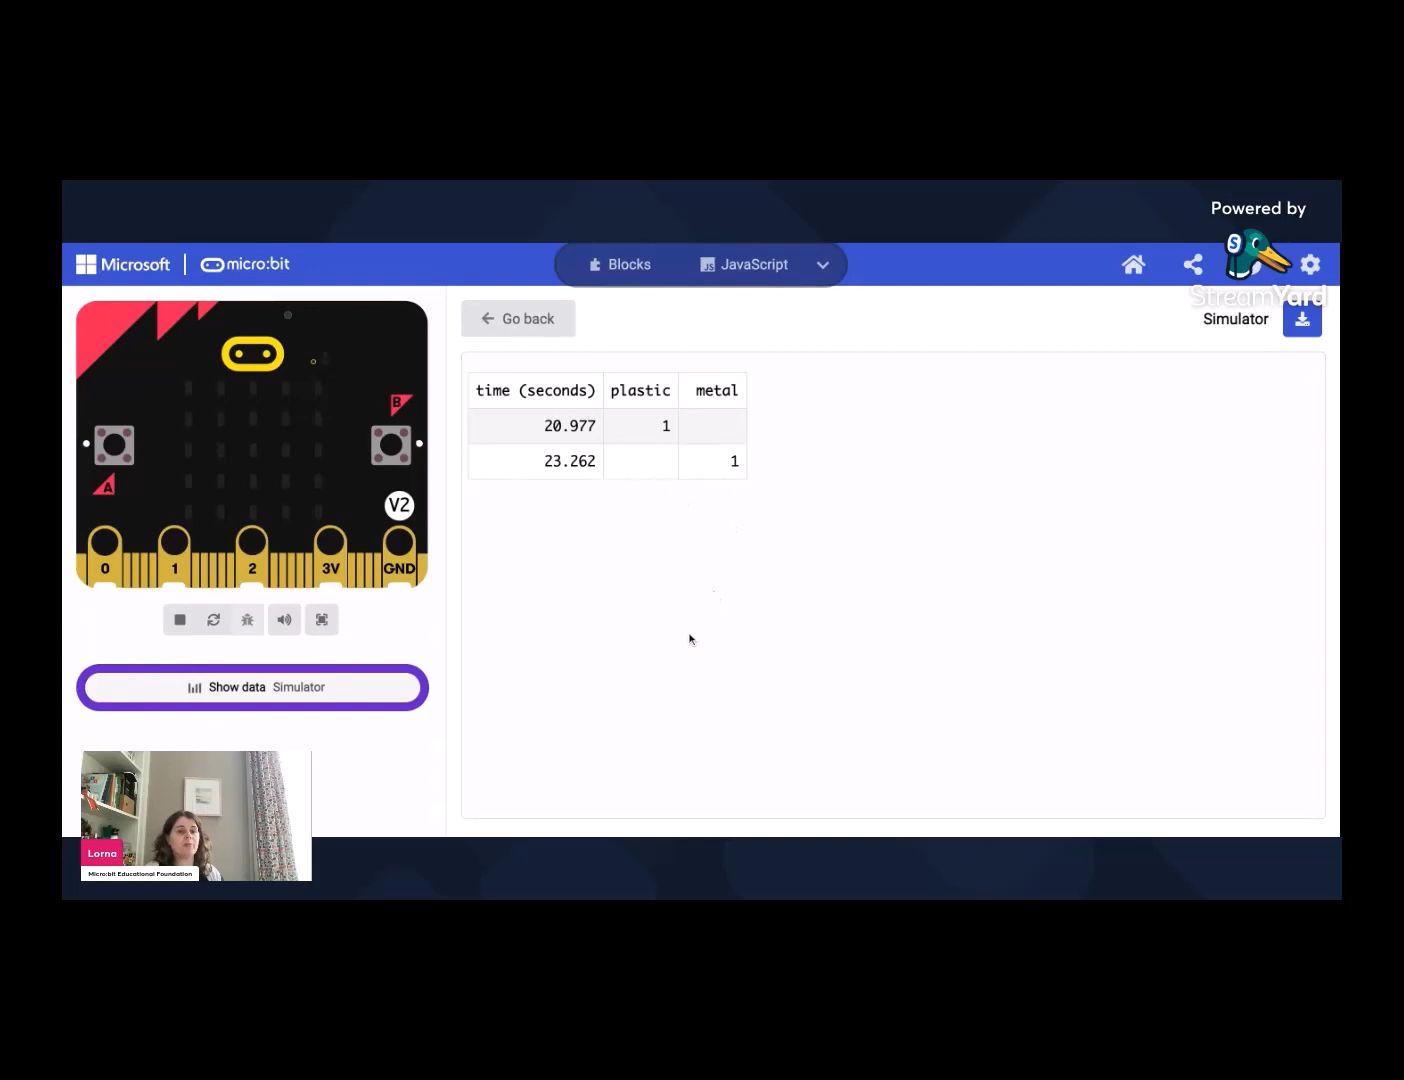 Powered by
StreamYard
Microsoft
micro:bit
Blocks
JS
JavaScript
S
Go back
Simulator
time (seconds) plastic metal
20.977 1
23.262 1
B
A
V2
0 1 2 3V GND
Show data Simulator
Lorna
Micro:bit Educational Foundation